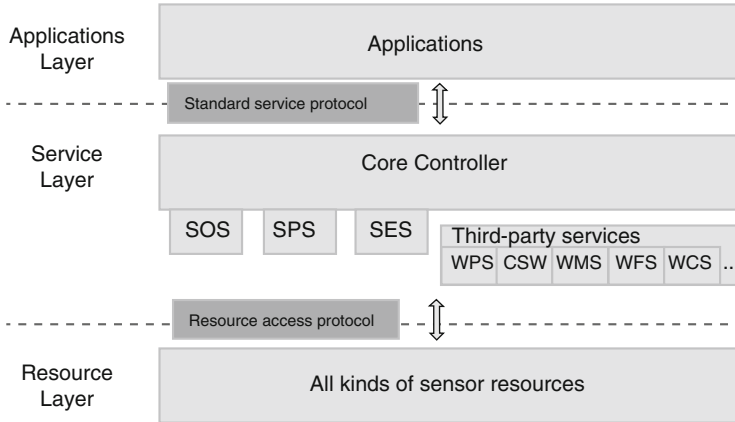 Applications
Layer
Applications
Standard service protocol
Service
Layer
Core Controller
SOS SPS SES
Third-party services
WPS CSW WMS WFS WCS ...
Resource access protocol
Resource
Layer
All kinds of sensor resources